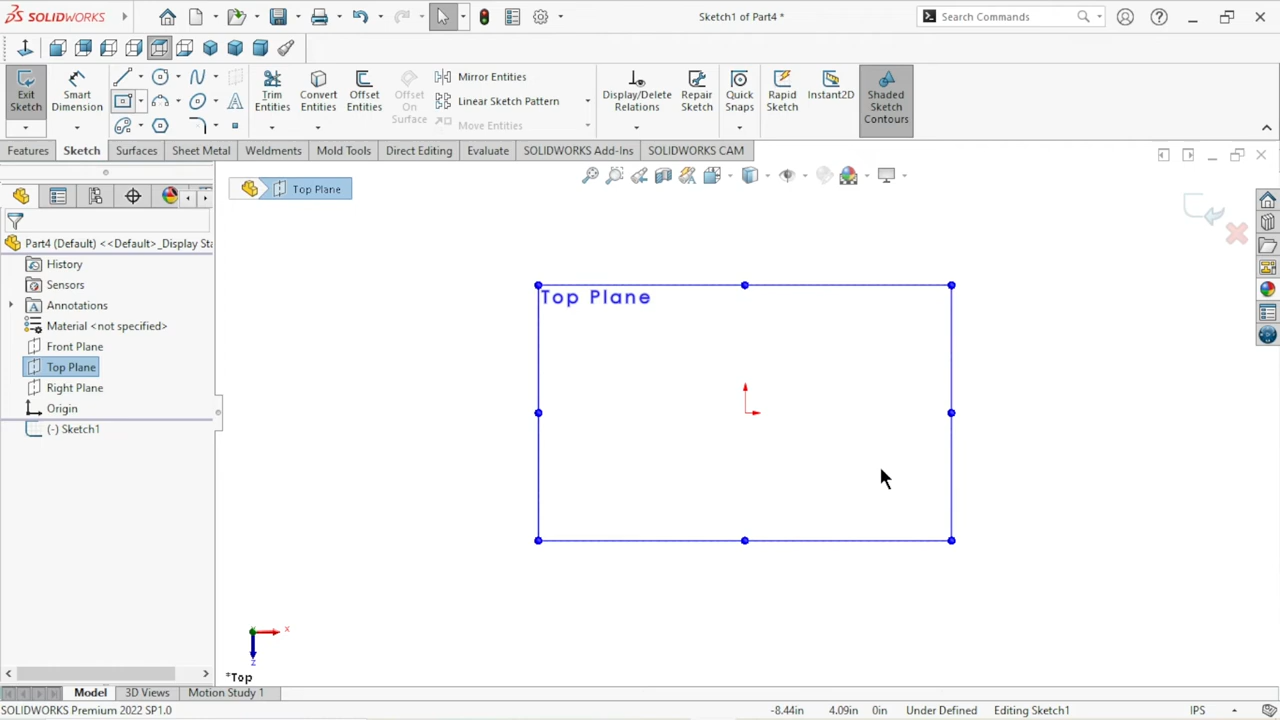 SOLIDWORKS
Sketch1 of Part4 *
Search Commands
Exit Sketch
Smart Dimension
Trim Entities
Convert Entities
Offset Entities
Offset On Surface
Mirror Entities
Linear Sketch Pattern
Move Entities
Display/Delete Relations
Repair Sketch
Quick Snaps
Rapid Sketch
Instant2D
Shaded Sketch Contours
Features
Sketch
Surfaces
Sheet Metal
Weldments
Mold Tools
Direct Editing
Evaluate
SOLIDWORKS Add-Ins
SOLIDWORKS CAM
Top Plane
Part4 (Default) <<Default>_Display Sta
History
Sensors
Annotations
Material <not specified>
Front Plane
Top Plane
Right Plane
Origin
(-) Sketch1
Top Plane
x
z
*Top
Model
3D Views
Motion Study 1
SOLIDWORKS Premium 2022 SP1.0
-8.44in
4.09in
0in
Under Defined
Editing Sketch1
IPS